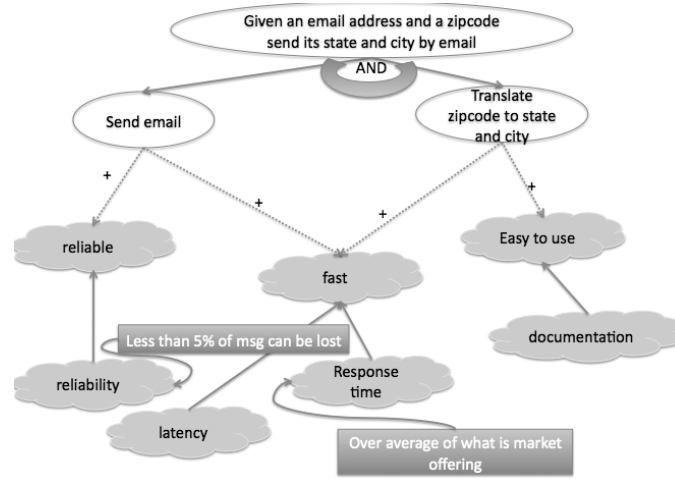 Given an email address and a zipcode
send its state and city by email
AND
Send email
Translate
zipcode to state
and city
+
+
+
+
reliable
fast
Easy to use
Less than 5% of msg can be lost
documentation
reliability
Response
time
latency
Over average of what is market
offering